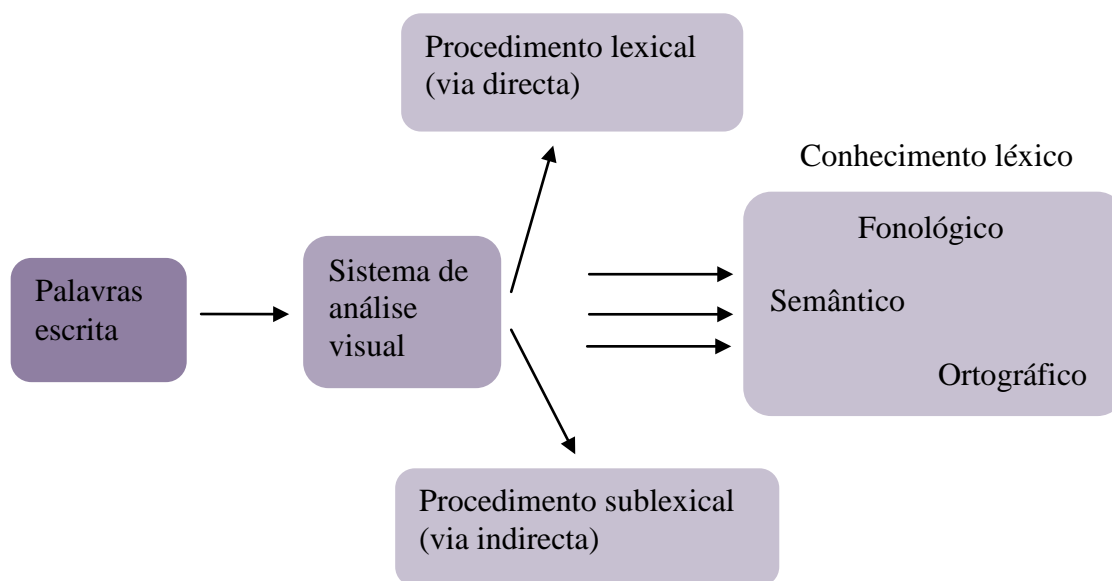 Procedimento lexical
(via directa)
Conhecimento léxico
Fonológico
Semântico
Ortográfico
Sistema de
análise
visual
Palavras
escrita
Procedimento sublexical
(via indirecta)